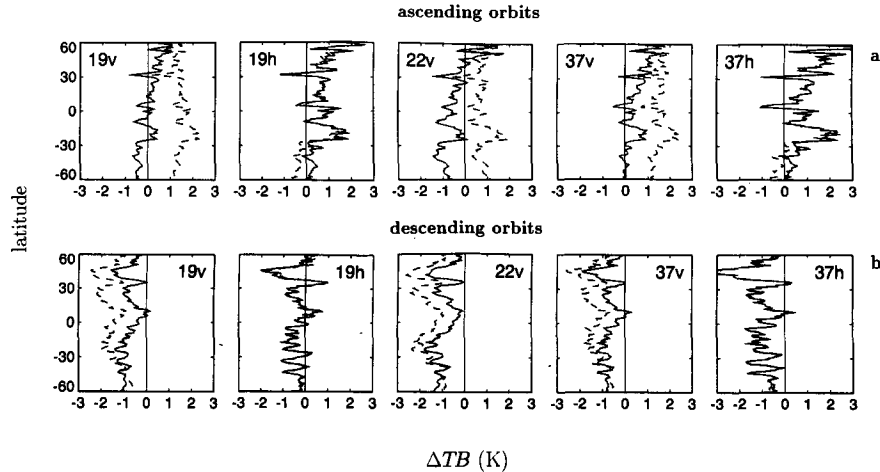 ascending orbits
60 30 0 -30 -60
19v 19h 22v 37v 37h a
-3 -2 -1 0 1 2 3 -3 -2 -1 0 1 2 3 -3 -2 -1 0 1 2 3 -3 -2 -1 0 1 2 3 -3 -2 -1 0 1 2 3
latitude
descending orbits
60 30 0 -30 -60
19v 19h 22v 37v 37h b
-3 -2 -1 0 1 2 3 -3 -2 -1 0 1 2 3 -3 -2 -1 0 1 2 3 -3 -2 -1 0 1 2 3 -3 -2 -1 0 1 2 3
ΔTB (K)